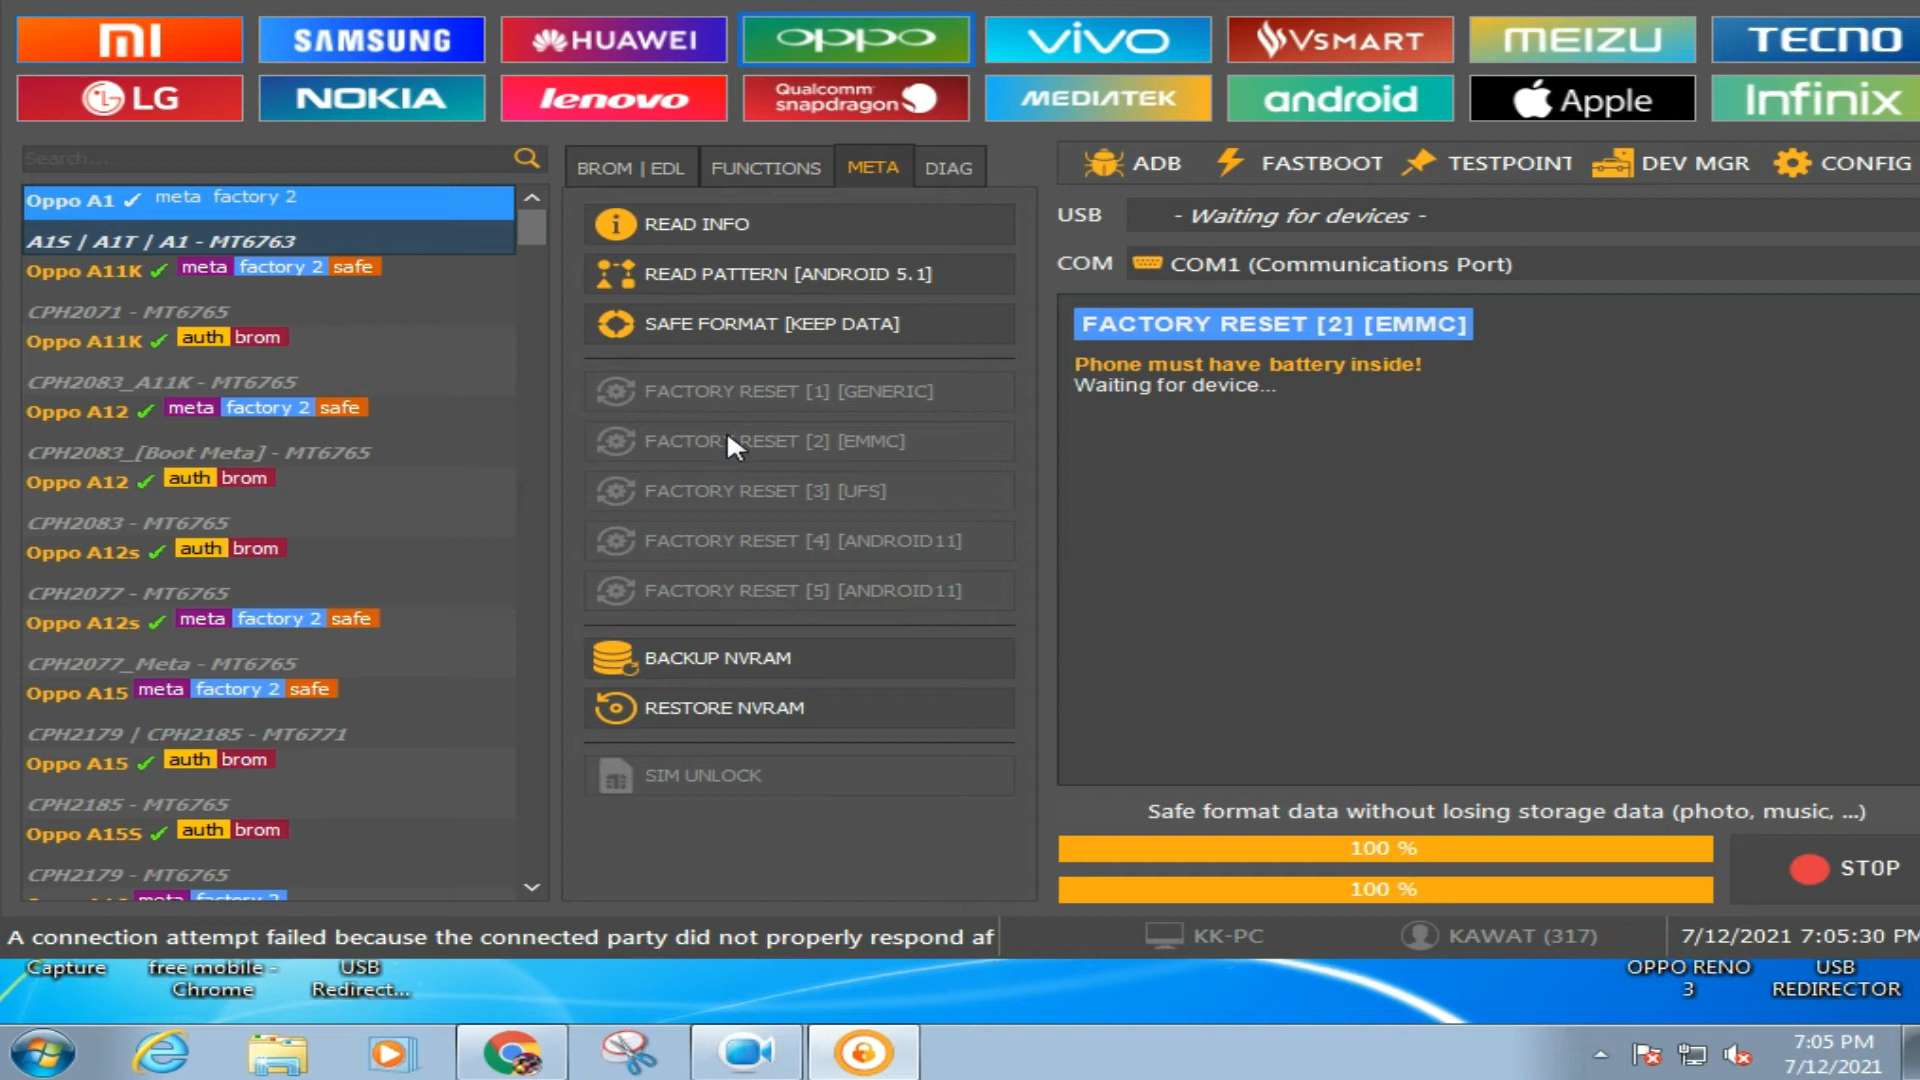 mi
SAMSUNG
HUAWEI
oppo
vivo
VSMART
MEIZU
TECNO
LG
NOKIA
lenovo
Qualcomm
snapdragon
MEDIATEK
android
Apple
Infinix
Search...
BROM | EDL
FUNCTIONS
META
DIAG
ADB
FASTBOOT
TESTPOINT
DEV MGR
CONFIG
Oppo A1 meta factory 2
A1S | A1T | A1 - MT6763
Oppo A11K meta factory 2 safe
CPH2071 - MT6765
Oppo A11K auth brom
CPH2083_A11K - MT6765
Oppo A12 meta factory 2 safe
CPH2083_[Boot Meta] - MT6765
Oppo A12 auth brom
CPH2083 - MT6765
Oppo A12s auth brom
CPH2077 - MT6765
Oppo A12s meta factory 2 safe
CPH2077_Meta - MT6765
Oppo A15 meta factory 2 safe
CPH2179 | CPH2185 - MT6771
Oppo A15 auth brom
CPH2185 - MT6765
Oppo A15S auth brom
CPH2179 - MT6765
meta factory 2
READ INFO
READ PATTERN [ANDROID 5.1]
SAFE FORMAT [KEEP DATA]
FACTORY RESET [1] [GENERIC]
FACTORY RESET [2] [EMMC]
FACTORY RESET [3] [UFS]
FACTORY RESET [4] [ANDROID11]
FACTORY RESET [5] [ANDROID11]
BACKUP NVRAM
RESTORE NVRAM
SIM UNLOCK
USB - Waiting for devices -
COM COM1 (Communications Port)
FACTORY RESET [2] [EMMC]
Phone must have battery inside!
Waiting for device...
Safe format data without losing storage data (photo, music, ...)
100 %
100 %
STOP
A connection attempt failed because the connected party did not properly respond af
KK-PC
KAWAT (317)
7/12/2021 7:05:30 PM
Capture
free mobile -
Chrome
USB
Redirect...
OPPO RENO
3
USB
REDIRECTOR
7:05 PM
7/12/2021